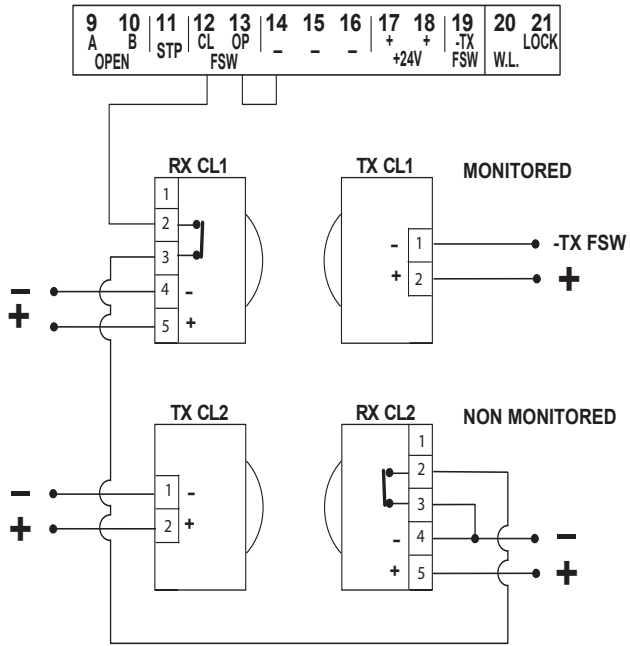 9 10 11 12 13 14 15 16 17 18 19 20 21
A B STP CL OP - - - + + -TX LOCK
OPEN FSW +24V FSW W.L.
RX CL1 TX CL1 MONITORED
1
2
3
4 -
5 +
- 1 -TX FSW
+ 2 +
-
+
TX CL2 RX CL2 NON MONITORED
1 -
2 +
-
+
1
2
3
- 4 -
+ 5 +